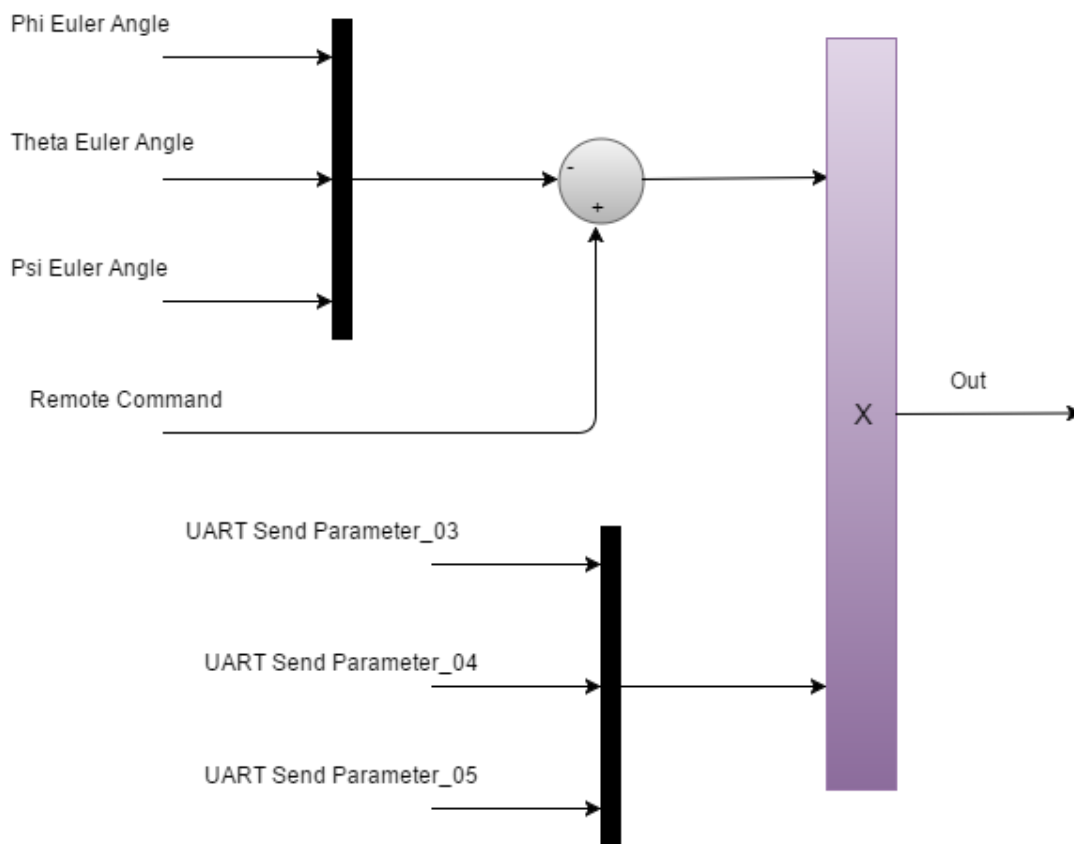 Phi Euler Angle
Theta Euler Angle
-
+
Psi Euler Angle
Remote Command
Out
X
UART Send Parameter_03
UART Send Parameter_04
UART Send Parameter_05